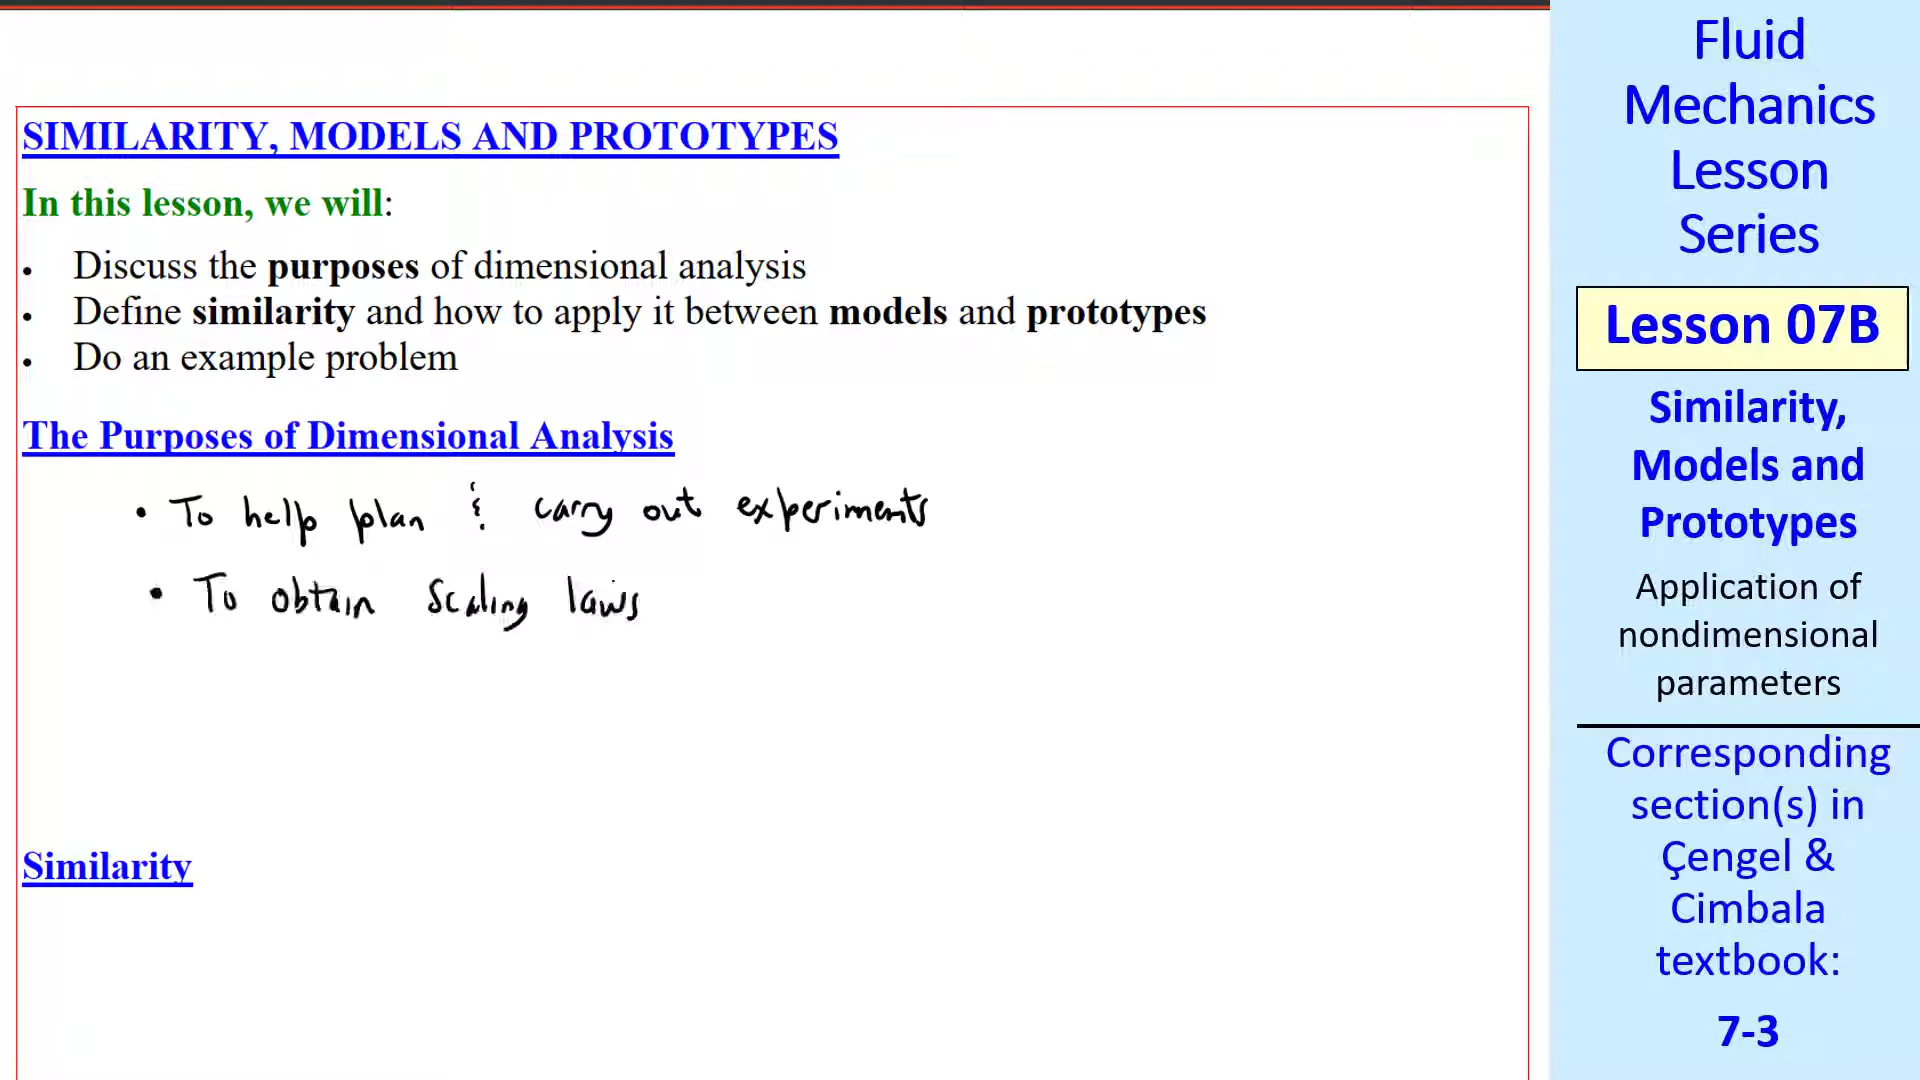 SIMILARITY, MODELS AND PROTOTYPES
In this lesson, we will:
• Discuss the purposes of dimensional analysis
• Define similarity and how to apply it between models and prototypes
• Do an example problem
The Purposes of Dimensional Analysis
• To help plan & carry out experiments
• To obtain scaling laws
Similarity
Fluid
Mechanics
Lesson
Series
Lesson 07B
Similarity,
Models and
Prototypes
Application of
nondimensional
parameters
Corresponding
section(s) in
Çengel &
Cimbala
textbook:
7-3